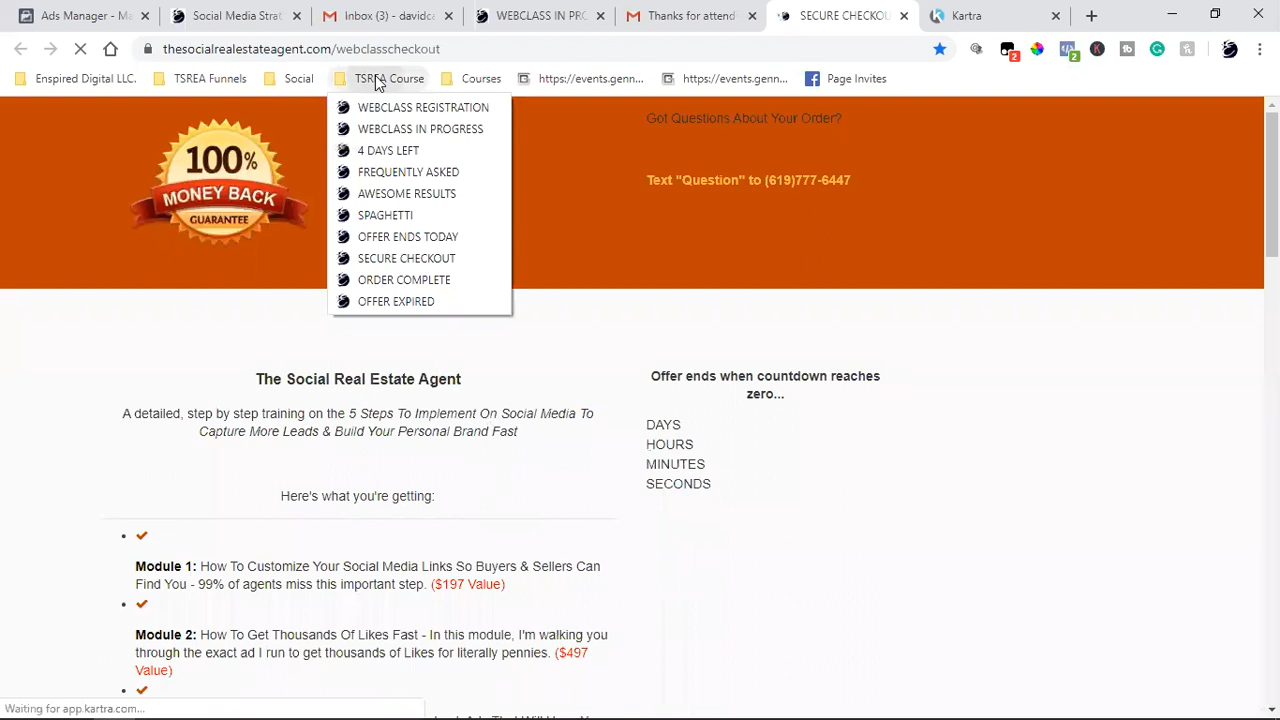 Ads Manager - Ma
Social Media Strat
Inbox (3) - davidca
WEBCLASS IN PRO
Thanks for attend
SECURE CHECKOU
Kartra
thesocialrealestateagent.com/webclasscheckout
2
2
Enspired Digital LLC.
TSREA Funnels
Social
TSREA Course
Courses
https://events.genn...
https://events.genn...
Page Invites
WEBCLASS REGISTRATION
WEBCLASS IN PROGRESS
4 DAYS LEFT
FREQUENTLY ASKED
AWESOME RESULTS
SPAGHETTI
OFFER ENDS TODAY
SECURE CHECKOUT
ORDER COMPLETE
OFFER EXPIRED
100%
MONEY BACK
GUARANTEE
Got Questions About Your Order?
Text "Question" to (619)777-6447
The Social Real Estate Agent
A detailed, step by step training on the 5 Steps To Implement On Social Media To
Capture More Leads & Build Your Personal Brand Fast
Here's what you're getting:
Module 1: How To Customize Your Social Media Links So Buyers & Sellers Can
Find You - 99% of agents miss this important step. ($197 Value)
Module 2: How To Get Thousands Of Likes Fast - In this module, I'm walking you
through the exact ad I run to get thousands of Likes for literally pennies. ($497
Value)
Offer ends when countdown reaches
zero...
DAYS
HOURS
MINUTES
SECONDS
Waiting for app.kartra.com...